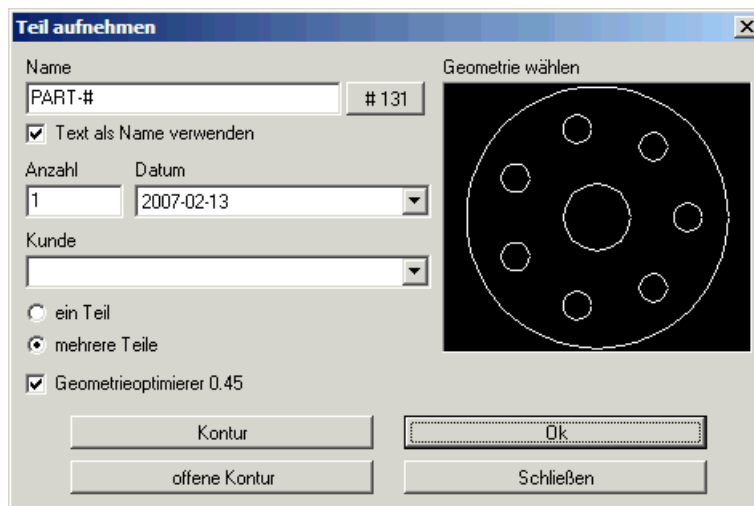 Teil aufnehmen
Name
Geometrie wählen
PART-#
# 131
Text als Name verwenden
Anzahl
Datum
1
2007-02-13
Kunde
ein Teil
mehrere Teile
Geometrieoptimierer 0.45
Kontur
Ok
offene Kontur
Schließen